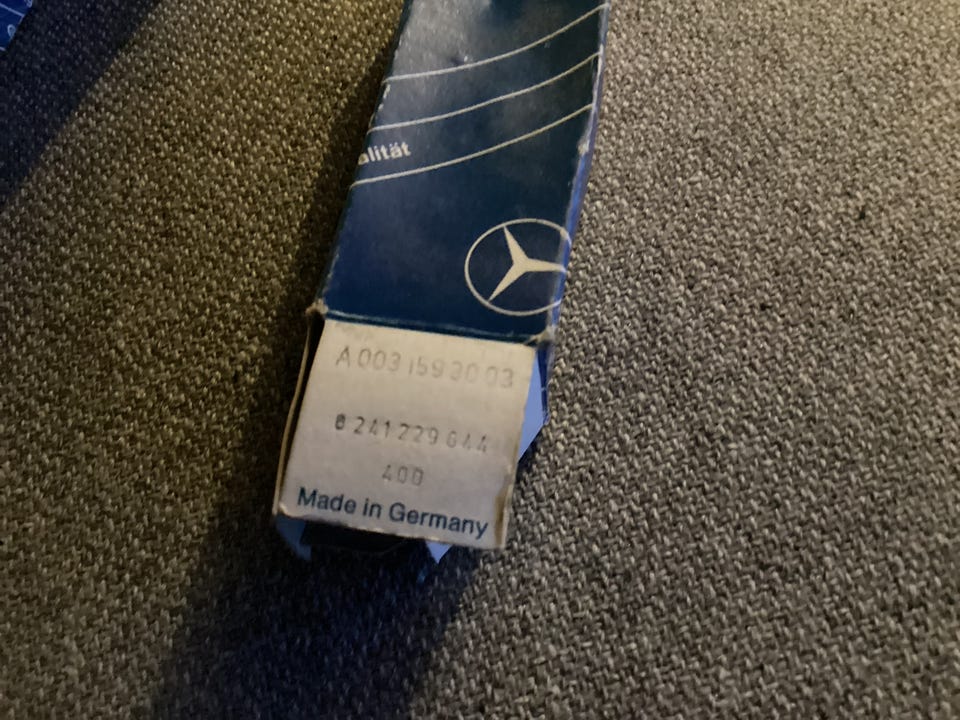 alität
A 003 159 30 03
0 241 229 644
400
Made in Germany